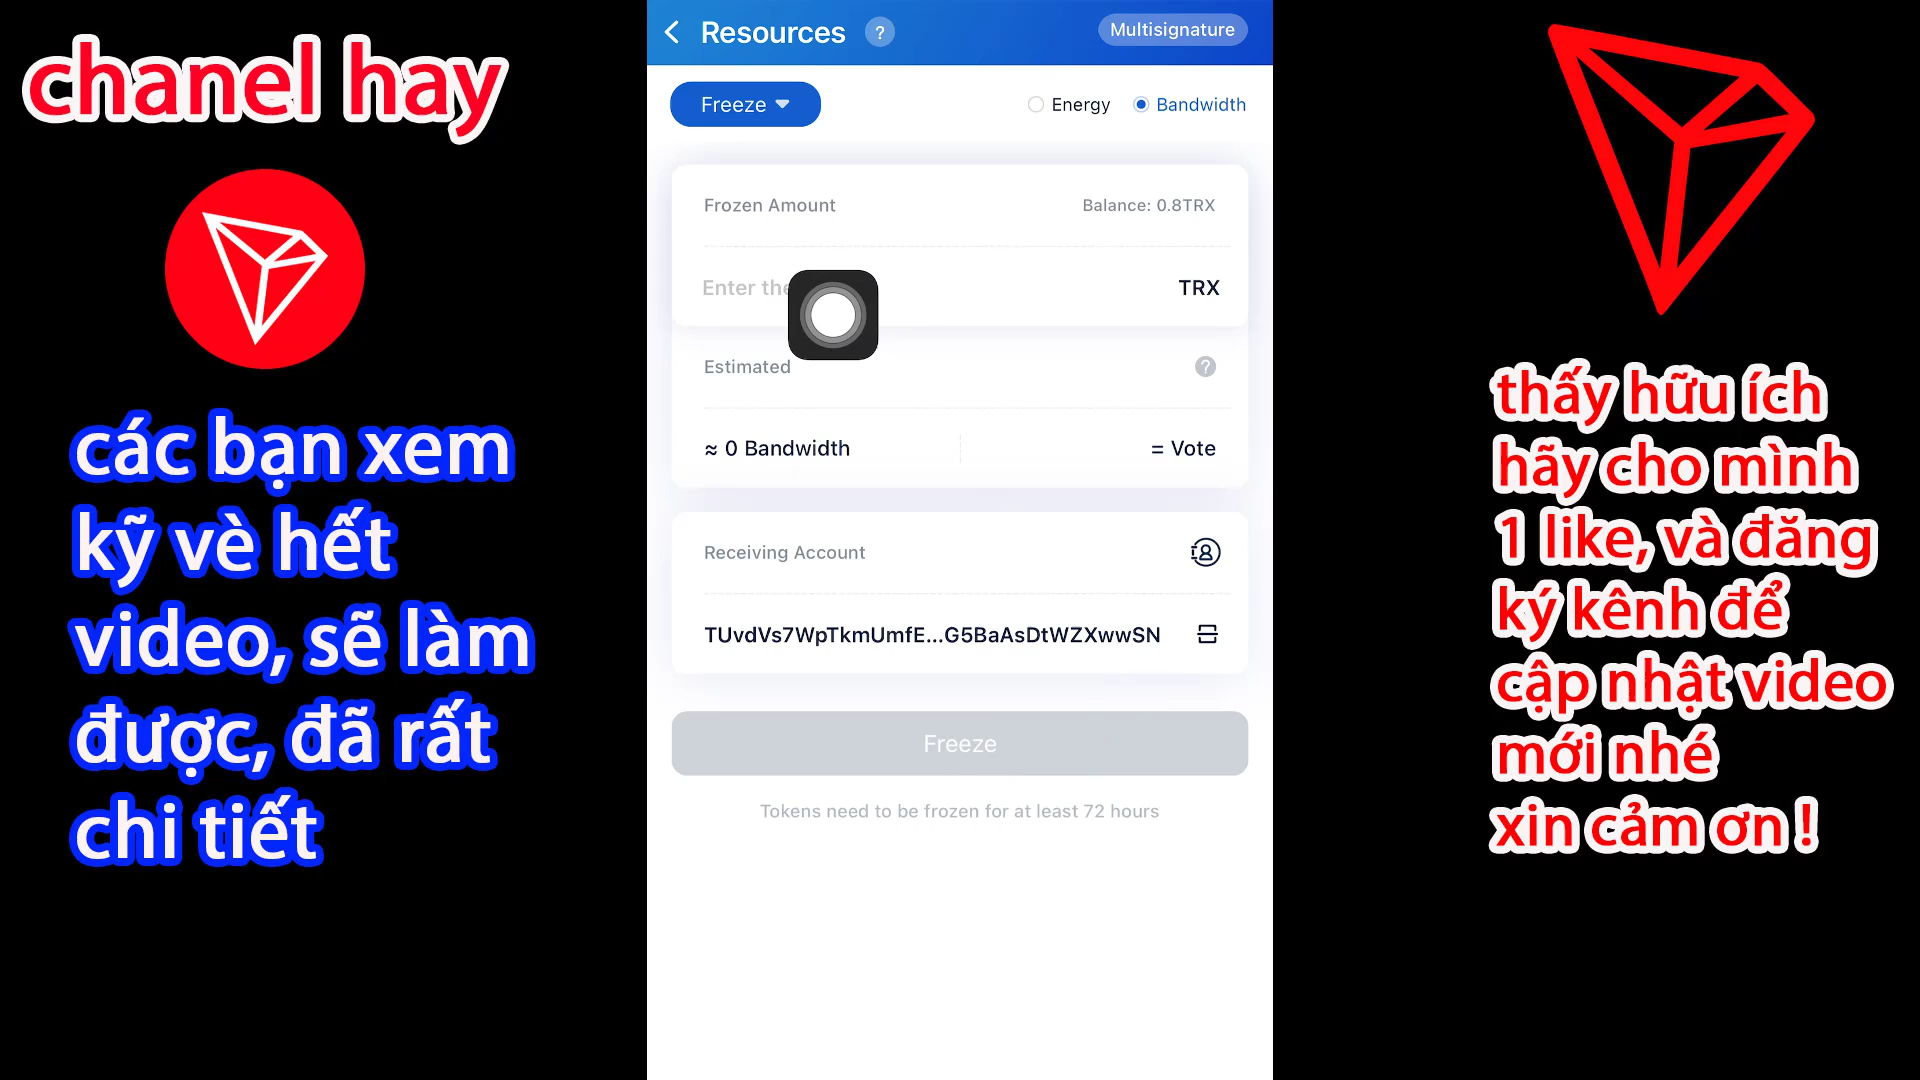 chanel hay
các bạn xem
kỹ vè hết
video, sẽ làm
được, đã rất
chi tiết
Resources ?
Multisignature
Freeze
Energy
Bandwidth
Frozen Amount
Balance: 0.8TRX
Enter the
TRX
Estimated
?
≈ 0 Bandwidth
= Vote
Receiving Account
TUvdVs7WpTkmUmfE...G5BaAsDtWZXwwSN
Freeze
Tokens need to be frozen for at least 72 hours
thấy hữu ích
hãy cho mình
1 like, và đăng
ký kênh để
cập nhật video
mới nhé
xin cảm ơn !